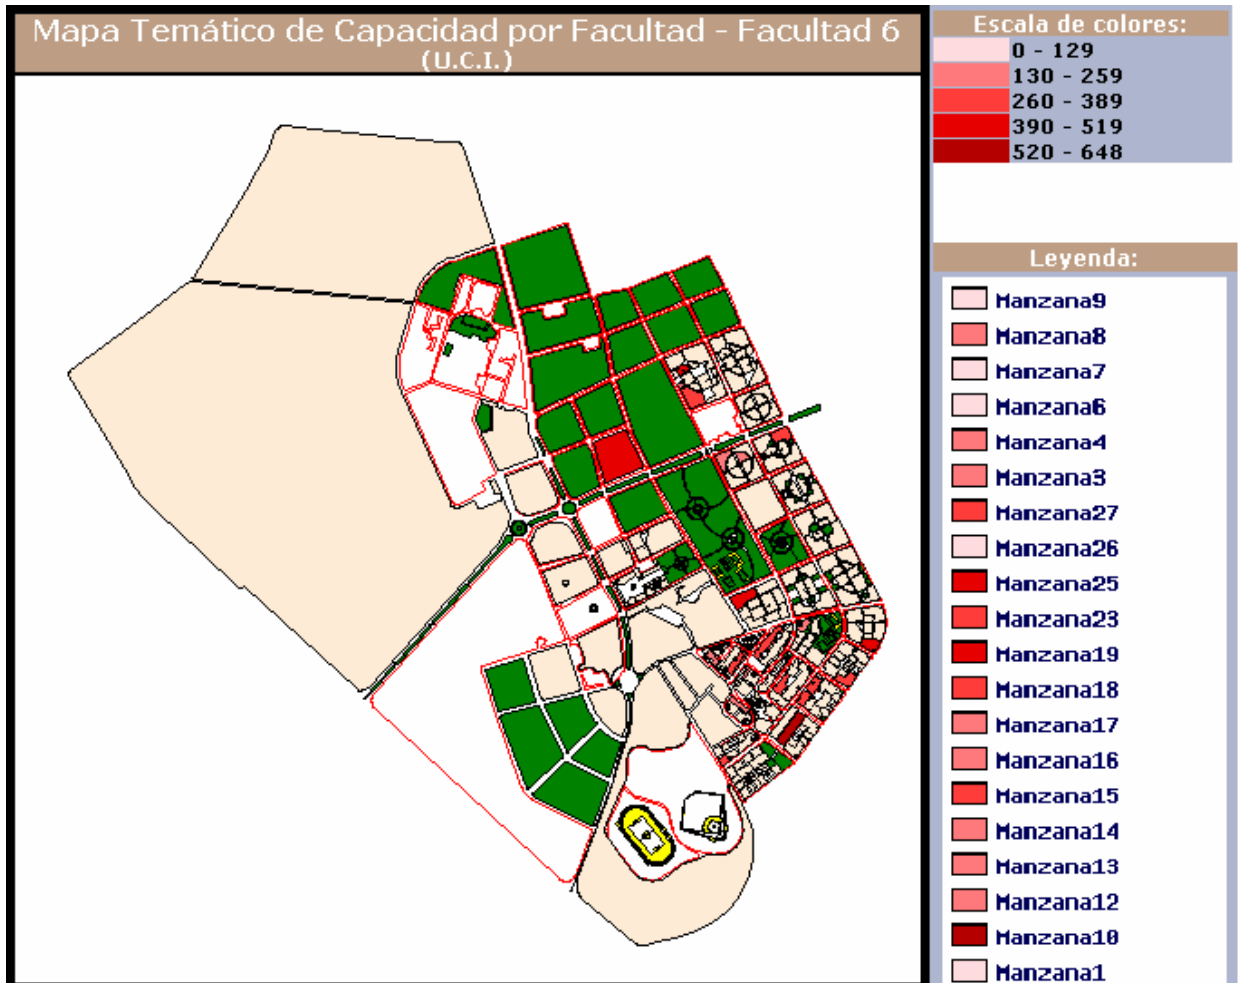 Mapa Temático de Capacidad por Facultad - Facultad 6
(U.C.I.)
Escala de colores:
0 - 129
130 - 259
260 - 389
390 - 519
520 - 648
Leyenda:
Manzana9
Manzana8
Manzana7
Manzana6
Manzana4
Manzana3
Manzana27
Manzana26
Manzana25
Manzana23
Manzana19
Manzana18
Manzana17
Manzana16
Manzana15
Manzana14
Manzana13
Manzana12
Manzana10
Manzana1